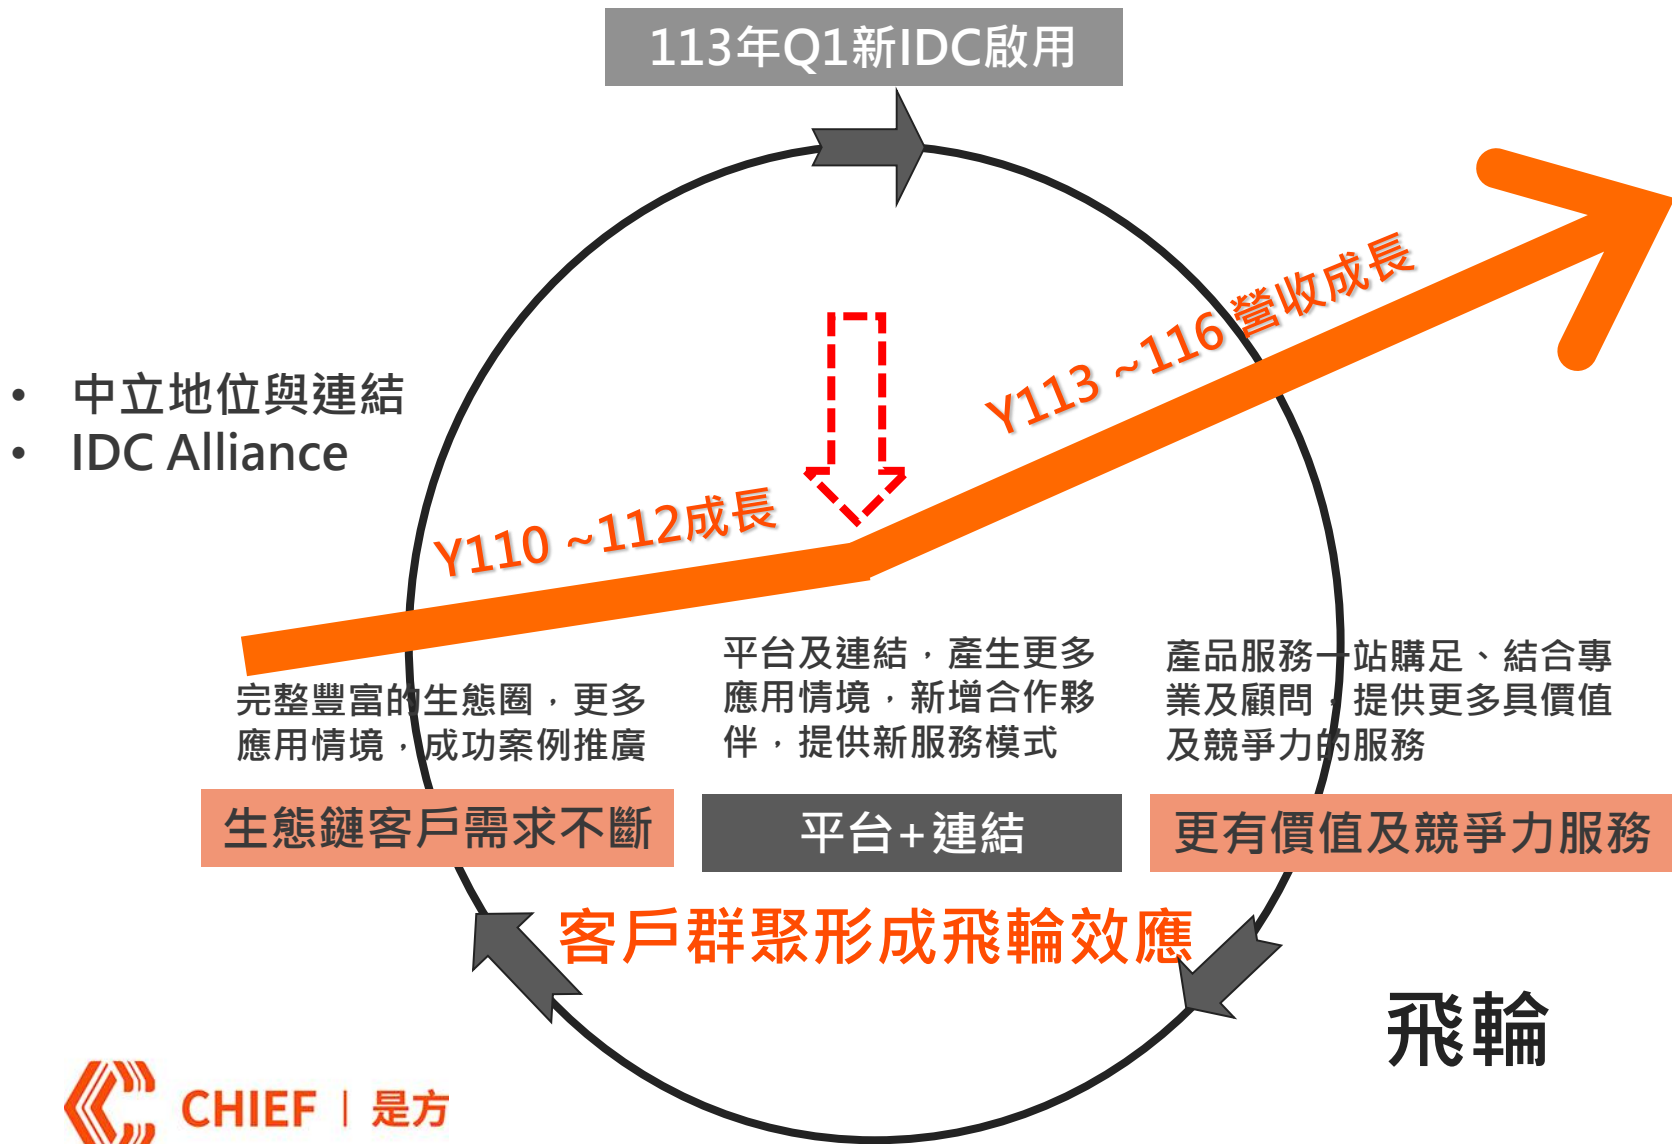 113年Q1新IDC啟用
Y113 ~116 營收成長
• 中立地位與連結
• IDC Alliance
Y110 ~112成長
完整豐富的生態圈，更多
應用情境，成功案例推廣
平台及連結，產生更多
應用情境，新增合作夥
伴，提供新服務模式
產品服務一站購足、結合專
業及顧問，提供更多具價值
及競爭力的服務
生態鏈客戶需求不斷
平台+連結
更有價值及競爭力服務
客戶群聚形成飛輪效應
飛輪
CHIEF | 是方